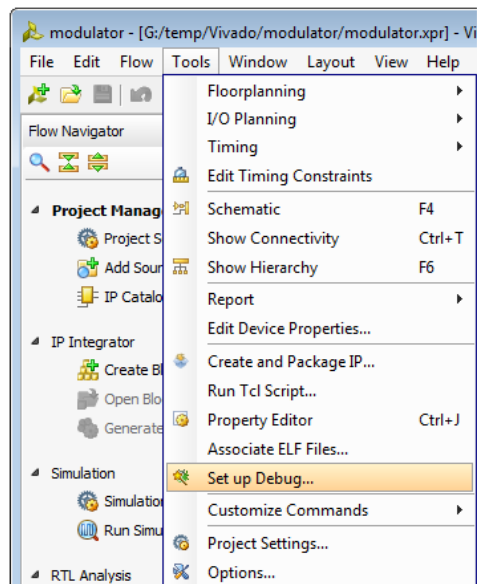 modulator - [G:/temp/Vivado/modulator/modulator.xpr] - Vi
File Edit Flow Tools Window Layout View Help
Flow Navigator
Project Manag
Project S
Add Sour
IP Catalo
IP Integrator
Create Bl
Open Blo
Generate
Simulation
Simulation
Run Simu
RTL Analysis
Floorplanning
I/O Planning
Timing
Edit Timing Constraints
Schematic F4
Show Connectivity Ctrl+T
Show Hierarchy F6
Report
Edit Device Properties...
Create and Package IP...
Run Tcl Script...
Property Editor Ctrl+J
Associate ELF Files...
Set up Debug...
Customize Commands
Project Settings...
Options...